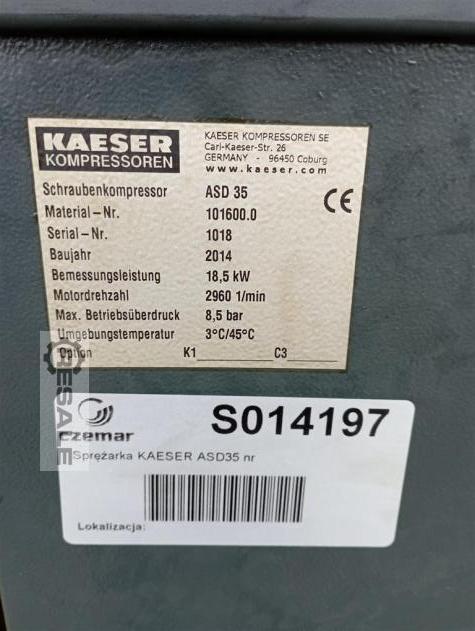 KAESER
KOMPRESSOREN
KAESER KOMPRESSOREN SE
Carl-Kaeser-Str. 26
GERMANY - 96450 Coburg
www.kaeser.com
Schraubenkompressor ASD 35
CE
Material-Nr. 101600.0
Serial-Nr. 1018
Baujahr 2014
Bemessungsleistung 18,5 kW
Motordrehzahl 2960 1/min
Max. Betriebsüberdruck 8,5 bar
Umgebungstemperatur 3°C/45°C
Option K1 C3
RESALE
czemar
S014197
Sprężarka KAESER ASD35 nr
Lokalizacja: